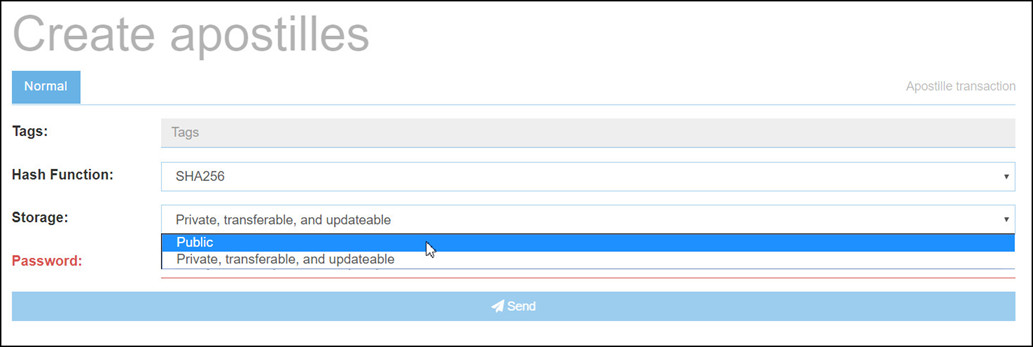 Create apostilles
Normal
Apostille transaction
Tags:
Tags
Hash Function:
SHA256
Storage:
Private, transferable, and updateable
Public
Private, transferable, and updateable
Password:
Send